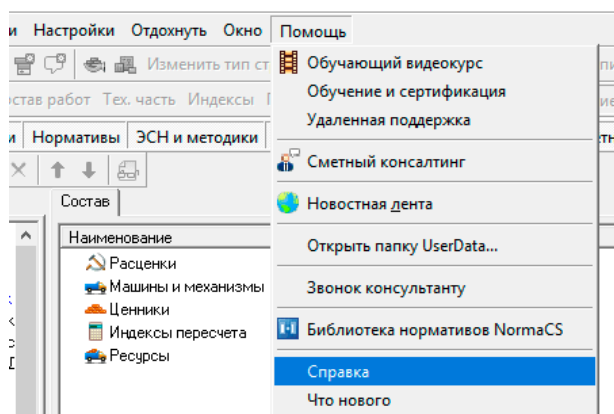 и Настройки Отдохнуть Окно Помощь
Изменить тип ст
Обучающий видеокурс
остав работ Тех. часть Индексы
Обучение и сертификация
Удаленная поддержка
и Нормативы ЭСН и методики
Сметный консалтинг
Состав
Новостная лента
Наименование
Открыть папку UserData...
Расценки
Машины и механизмы
Звонок консультанту
Ценники
Индексы пересчета
Библиотека нормативов NormaCS
Ресурсы
Справка
Что нового